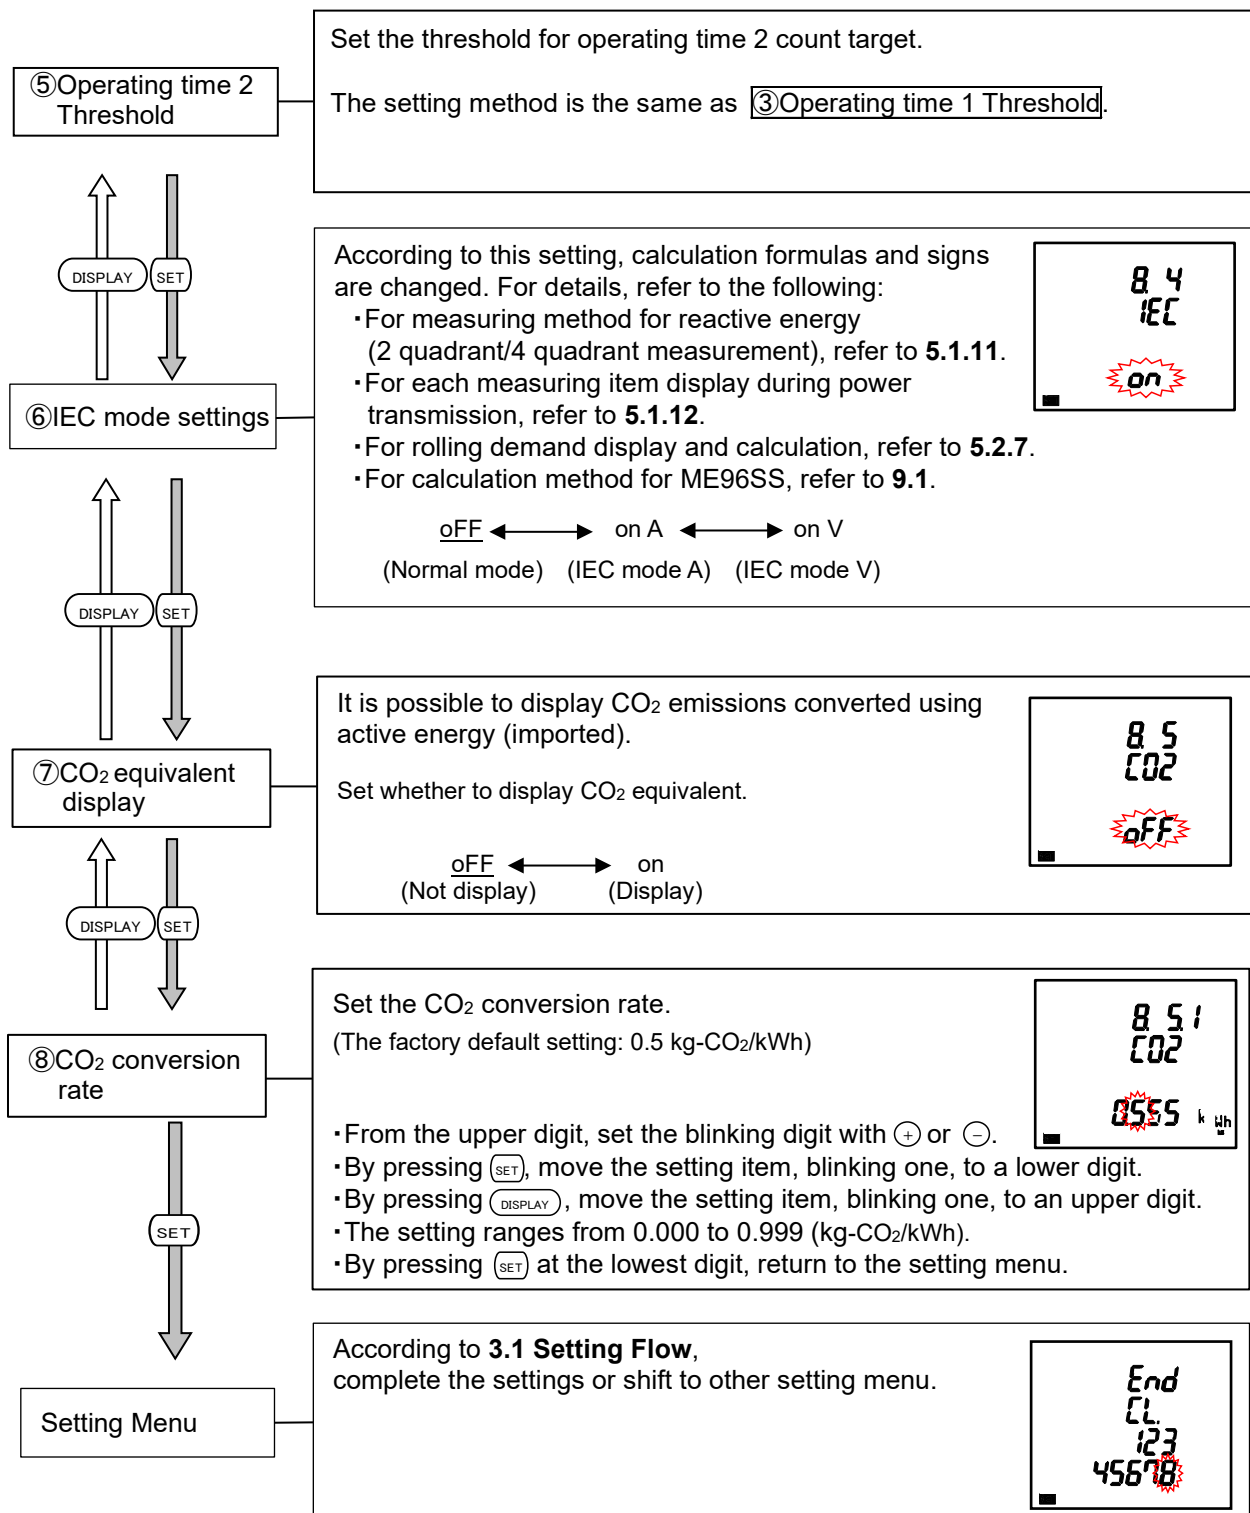 ⑤Operating time 2
Threshold
Set the threshold for operating time 2 count target.
The setting method is the same as ③Operating time 1 Threshold.
DISPLAY SET
⑥IEC mode settings
According to this setting, calculation formulas and signs
are changed. For details, refer to the following:
・For measuring method for reactive energy
(2 quadrant/4 quadrant measurement), refer to 5.1.11.
・For each measuring item display during power
transmission, refer to 5.1.12.
・For rolling demand display and calculation, refer to 5.2.7.
・For calculation method for ME96SS, refer to 9.1.
oFF on A on V
(Normal mode) (IEC mode A) (IEC mode V)
8. 4
IEC
on
DISPLAY SET
⑦CO2 equivalent
display
It is possible to display CO2 emissions converted using
active energy (imported).
Set whether to display CO2 equivalent.
oFF on
(Not display) (Display)
8. 5
CO2
oFF
DISPLAY SET
⑧CO2 conversion
rate
Set the CO2 conversion rate.
(The factory default setting: 0.5 kg-CO2/kWh)
・From the upper digit, set the blinking digit with + or −.
・By pressing SET, move the setting item, blinking one, to a lower digit.
・By pressing DISPLAY, move the setting item, blinking one, to an upper digit.
・The setting ranges from 0.000 to 0.999 (kg-CO2/kWh).
・By pressing SET at the lowest digit, return to the setting menu.
8. 5.1
CO2
0.555 k Wh
SET
Setting Menu
According to 3.1 Setting Flow,
complete the settings or shift to other setting menu.
End
CL.
123
45678